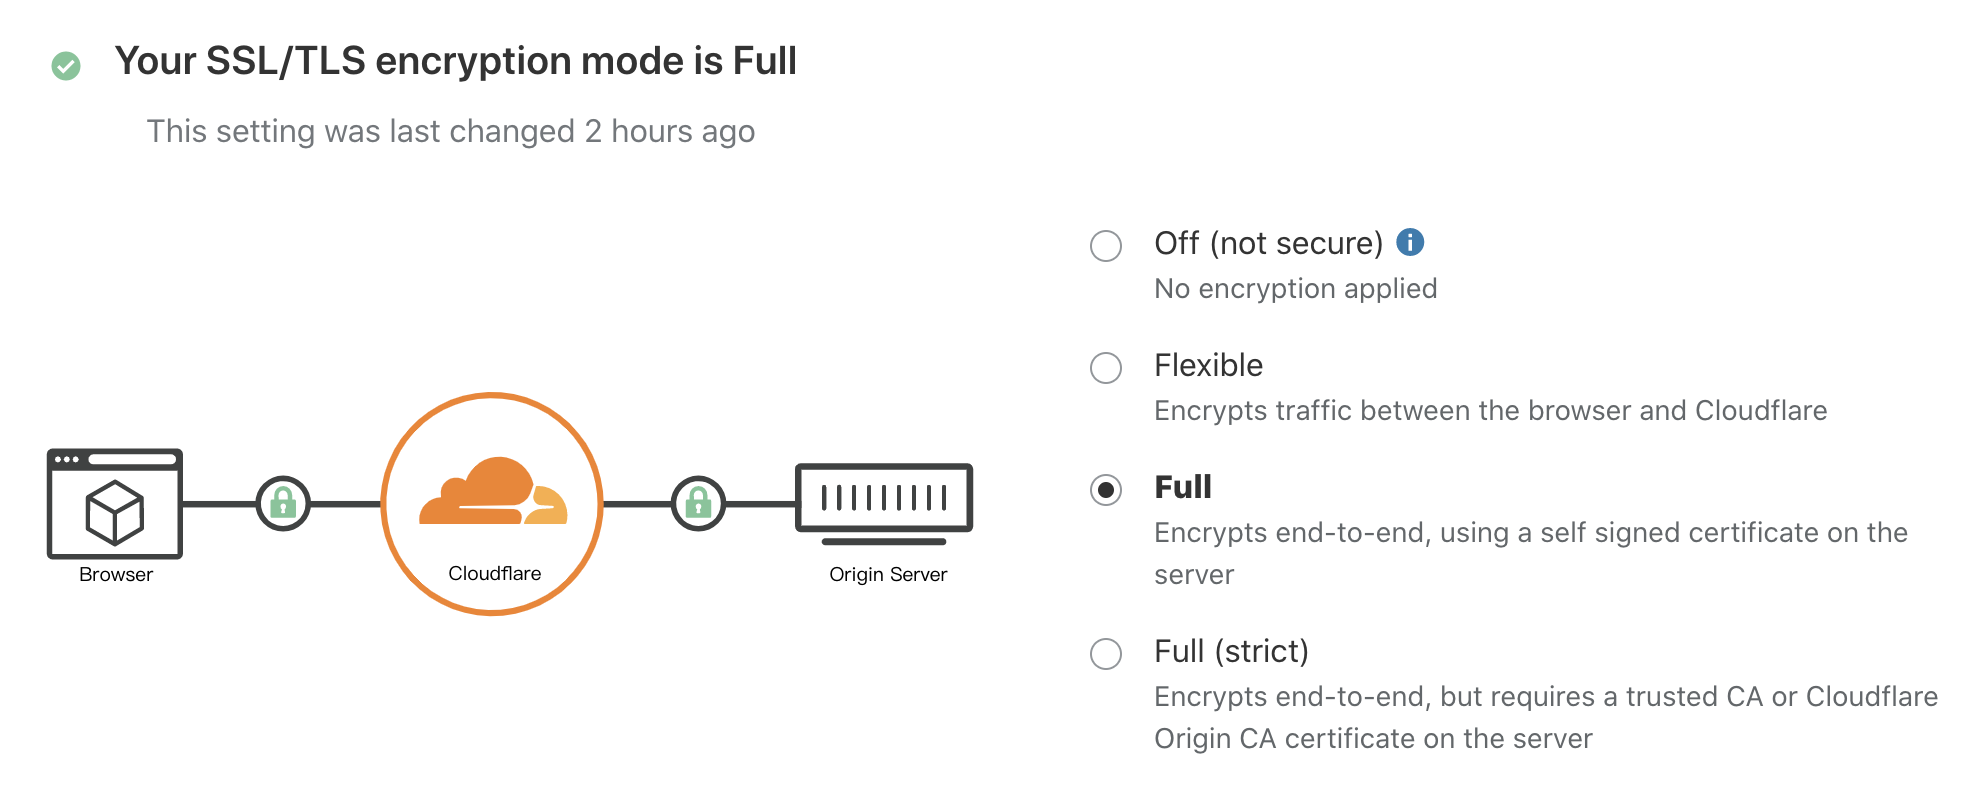 Your SSL/TLS encryption mode is Full
This setting was last changed 2 hours ago
Off (not secure)
No encryption applied
Flexible
Encrypts traffic between the browser and Cloudflare
Full
Encrypts end-to-end, using a self signed certificate on the
server
Full (strict)
Encrypts end-to-end, but requires a trusted CA or Cloudflare
Origin CA certificate on the server
Browser
Cloudflare
Origin Server